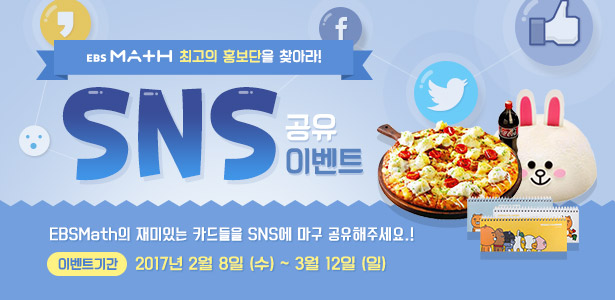 EBS MATH 최고의 홍보단을 찾아라!
SNS
공유
이벤트
EBSMath의 재미있는 카드들을 SNS에 마구 공유해주세요.!
이벤트기간 2017년 2월 8일 (수) ~ 3월 12일 (일)